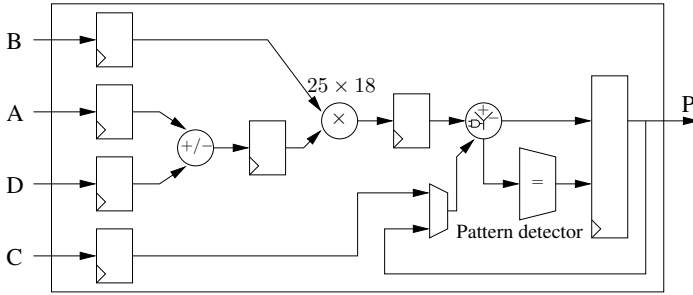 B
25 × 18
A
P
×
+
−
+/−
D
=
Pattern detector
C